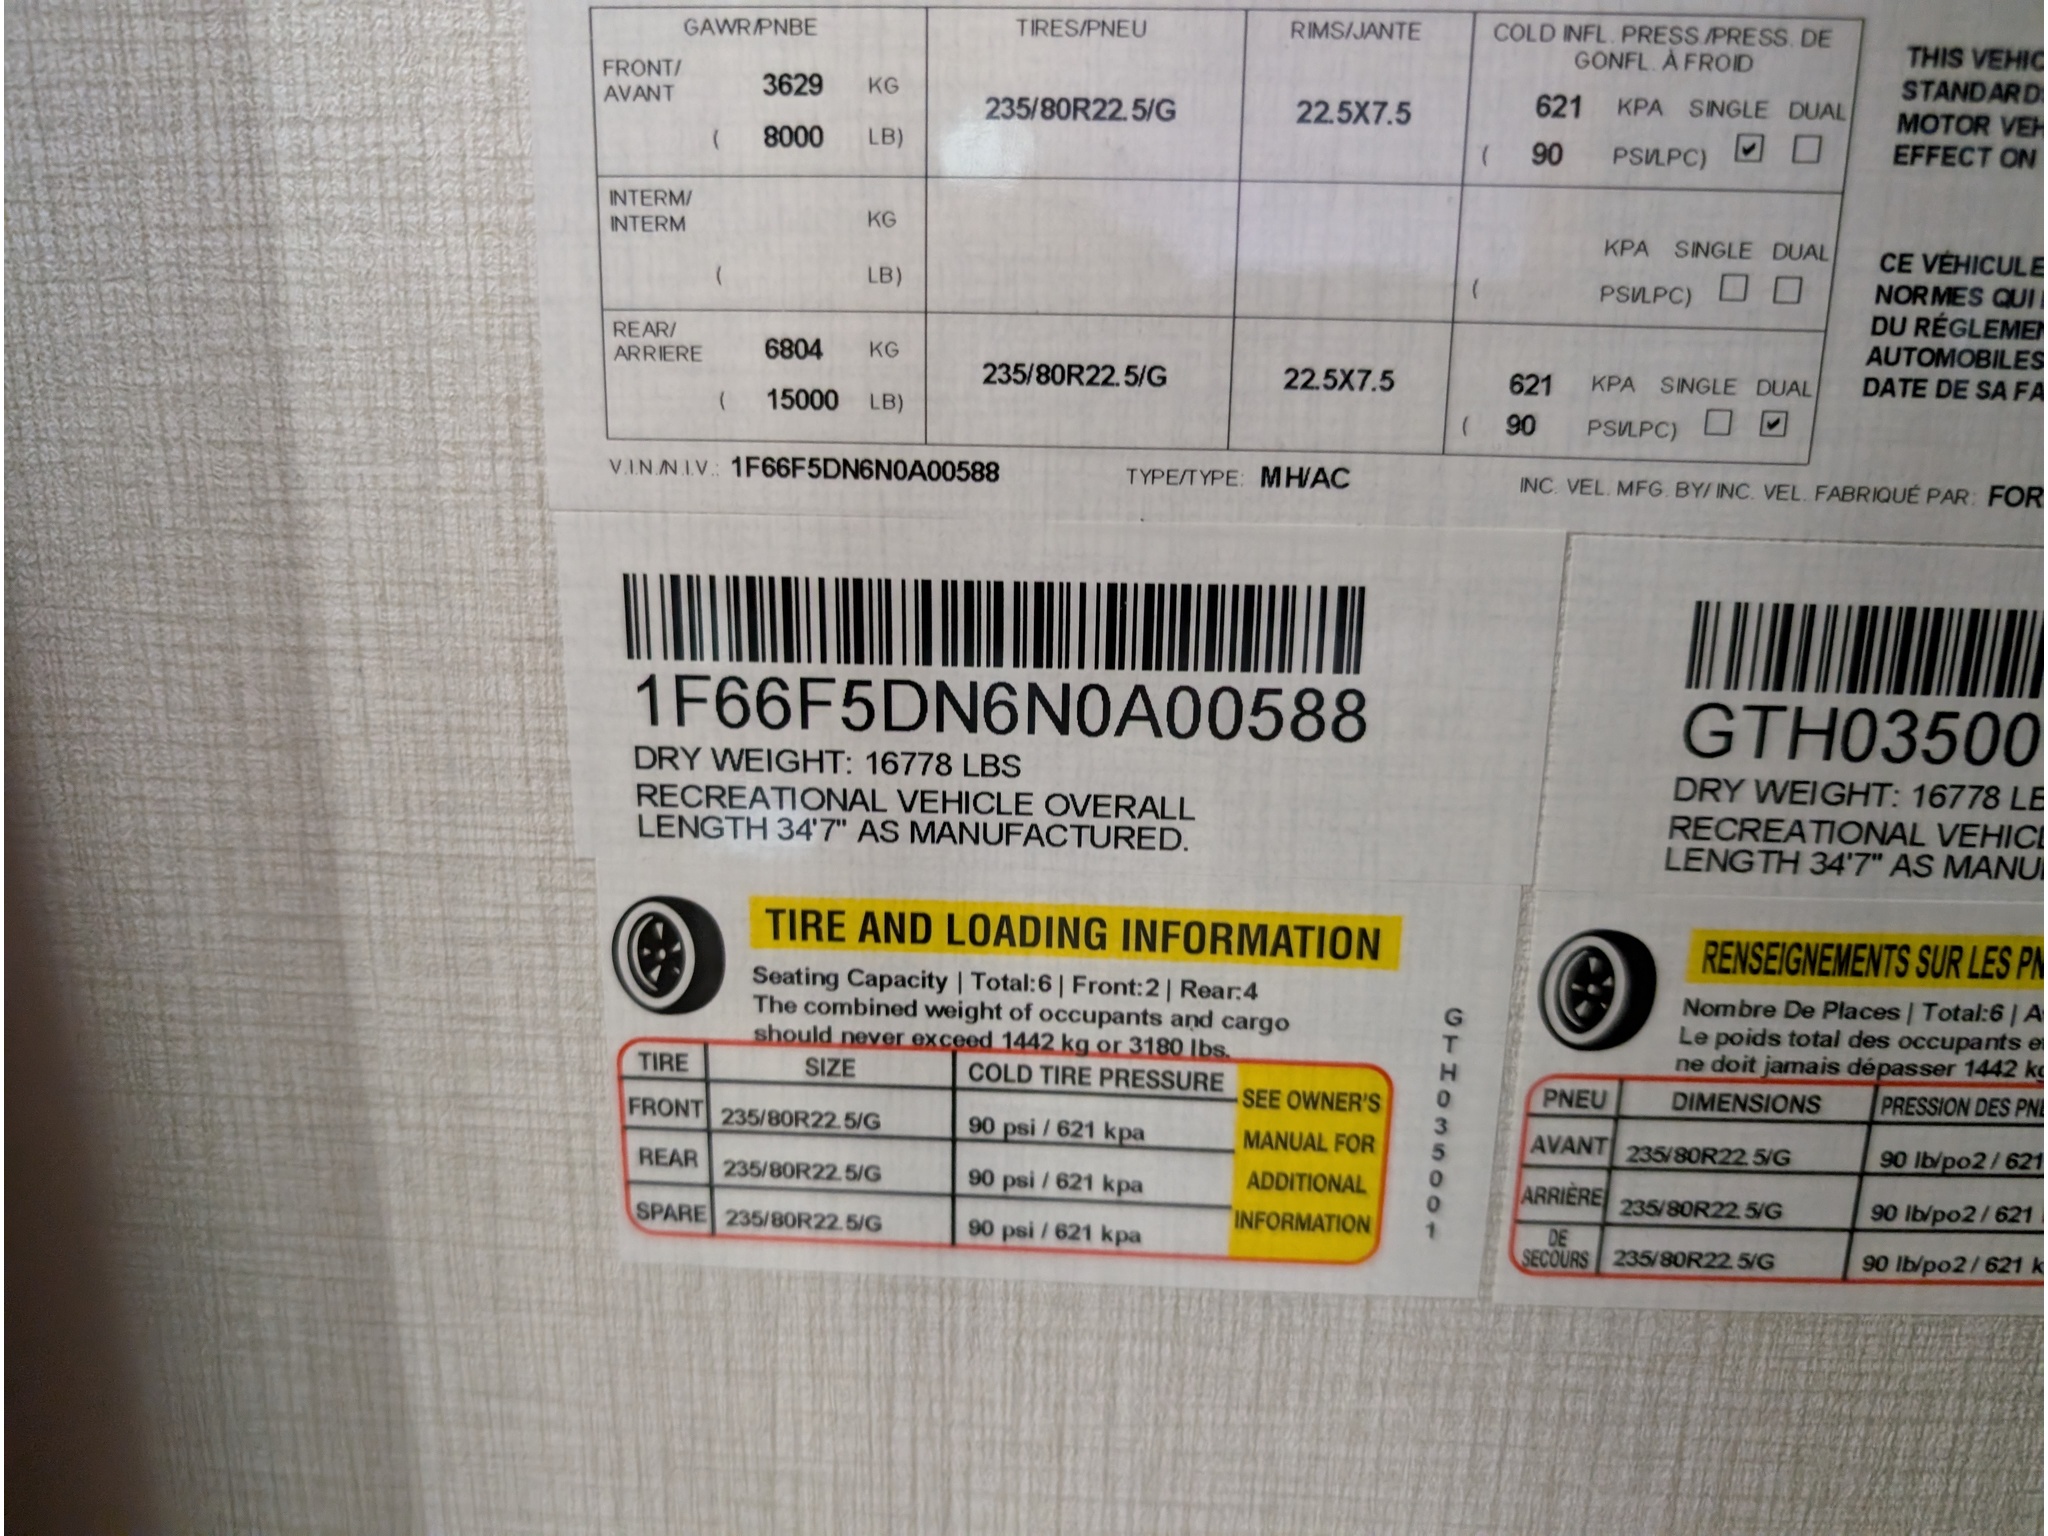 GAWR/PNBE TIRES/PNEU RIMS/JANTE COLD INFL. PRESS./PRESS. DE
GONFL. À FROID
FRONT/
AVANT 3629 KG 235/80R22.5/G 22.5X7.5 621 KPA SINGLE DUAL
( 8000 LB) ( 90 PSI/LPC)
INTERM/
INTERM KG KPA SINGLE DUAL
( LB) ( PSI/LPC)
REAR/
ARRIERE 6804 KG 235/80R22.5/G 22.5X7.5 621 KPA SINGLE DUAL
( 15000 LB) ( 90 PSI/LPC)
V.I.N./N.I.V.: 1F66F5DN6N0A00588 TYPE/TYPE: MH/AC INC. VEL. MFG. BY/ INC. VEL. FABRIQUÉ PAR: FOR
THIS VEHIC
STANDARD
MOTOR VEH
EFFECT ON
CE VÉHICULE
NORMES QUI
DU RÉGLEMEN
AUTOMOBILES
DATE DE SA FA
1F66F5DN6N0A00588
DRY WEIGHT: 16778 LBS
RECREATIONAL VEHICLE OVERALL
LENGTH 34'7" AS MANUFACTURED.
GTH03500
DRY WEIGHT: 16778 LB
RECREATIONAL VEHICL
LENGTH 34'7" AS MANU
TIRE AND LOADING INFORMATION
Seating Capacity | Total:6 | Front:2 | Rear:4
The combined weight of occupants and cargo
should never exceed 1442 kg or 3180 lbs.
TIRE SIZE COLD TIRE PRESSURE
FRONT 235/80R22.5/G 90 psi / 621 kpa
REAR 235/80R22.5/G 90 psi / 621 kpa
SPARE 235/80R22.5/G 90 psi / 621 kpa
SEE OWNER'S
MANUAL FOR
ADDITIONAL
INFORMATION
GTH035001
RENSEIGNEMENTS SUR LES PN
Nombre De Places | Total:6 | A
Le poids total des occupants e
ne doit jamais dépasser 1442 kg
PNEU DIMENSIONS PRESSION DES PNE
AVANT 235/80R22.5/G 90 lb/po2 / 621
ARRIÈRE 235/80R22.5/G 90 lb/po2 / 621
DE
SECOURS 235/80R22.5/G 90 lb/po2 / 621 k